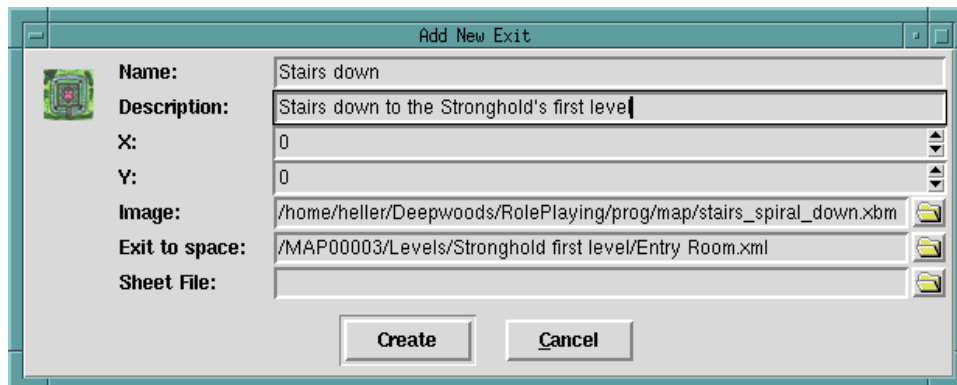 Add New Exit
Name: Stairs down
Description: Stairs down to the Stronghold's first level
X: 0
Y: 0
Image: /home/heller/Deepwoods/RolePlaying/prog/map/stairs_spiral_down.xbm
Exit to space: /MAP00003/Levels/Stronghold first level/Entry Room.xml
Sheet File:
Create Cancel